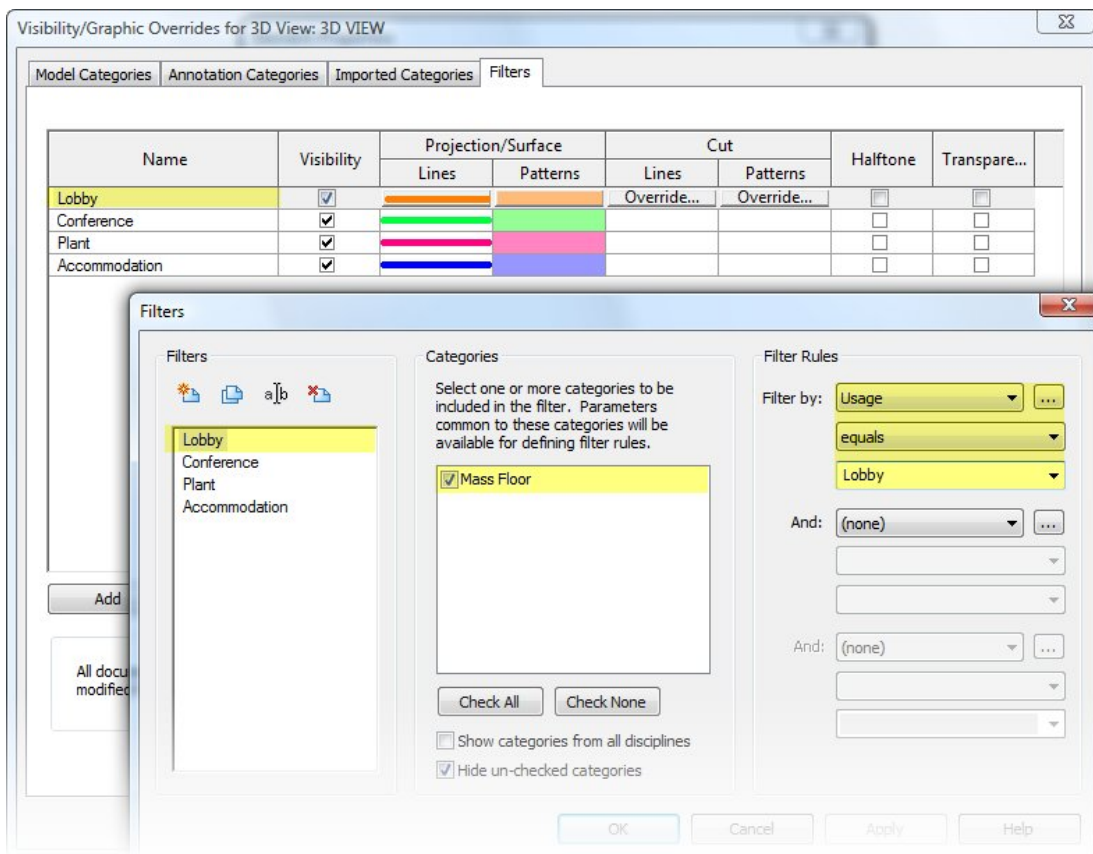 Visibility/Graphic Overrides for 3D View: 3D VIEW
Model Categories Annotation Categories Imported Categories Filters
Name Visibility Projection/Surface Cut Halftone Transpare...
Lines Patterns Lines Patterns
Lobby Override... Override...
Conference
Plant
Accommodation
Add
All docu
modified
Filters
Filters
ab
Lobby
Conference
Plant
Accommodation
Categories
Select one or more categories to be
included in the filter. Parameters
common to these categories will be
available for defining filter rules.
Mass Floor
Check All Check None
Show categories from all disciplines
Hide un-checked categories
Filter Rules
Filter by: Usage ...
equals
Lobby
And: (none) ...
And: (none) ...
OK Cancel Apply Help